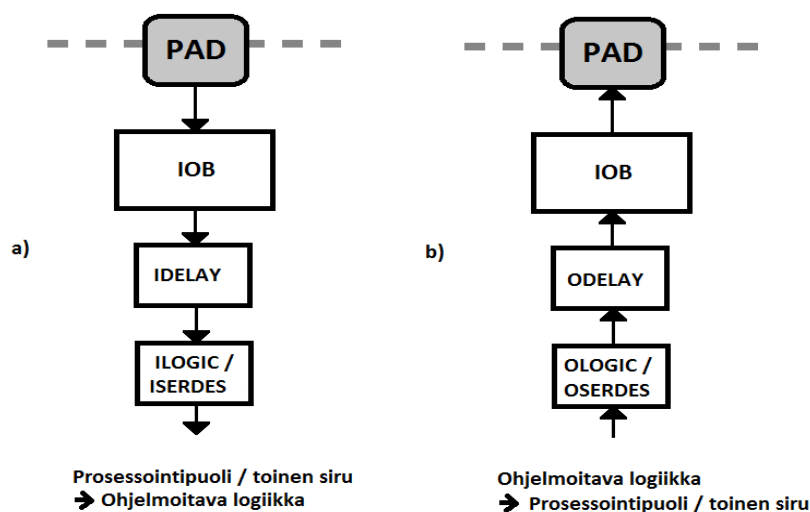 PAD
IOB
IDELAY
ILOGIC /
ISERDES
a)
Prosessointipuoli / toinen siru
➔ Ohjelmoitava logiikka
PAD
IOB
ODELAY
OLOGIC /
OSERDES
b)
Ohjelmoitava logiikka
➔ Prosessointipuoli / toinen siru